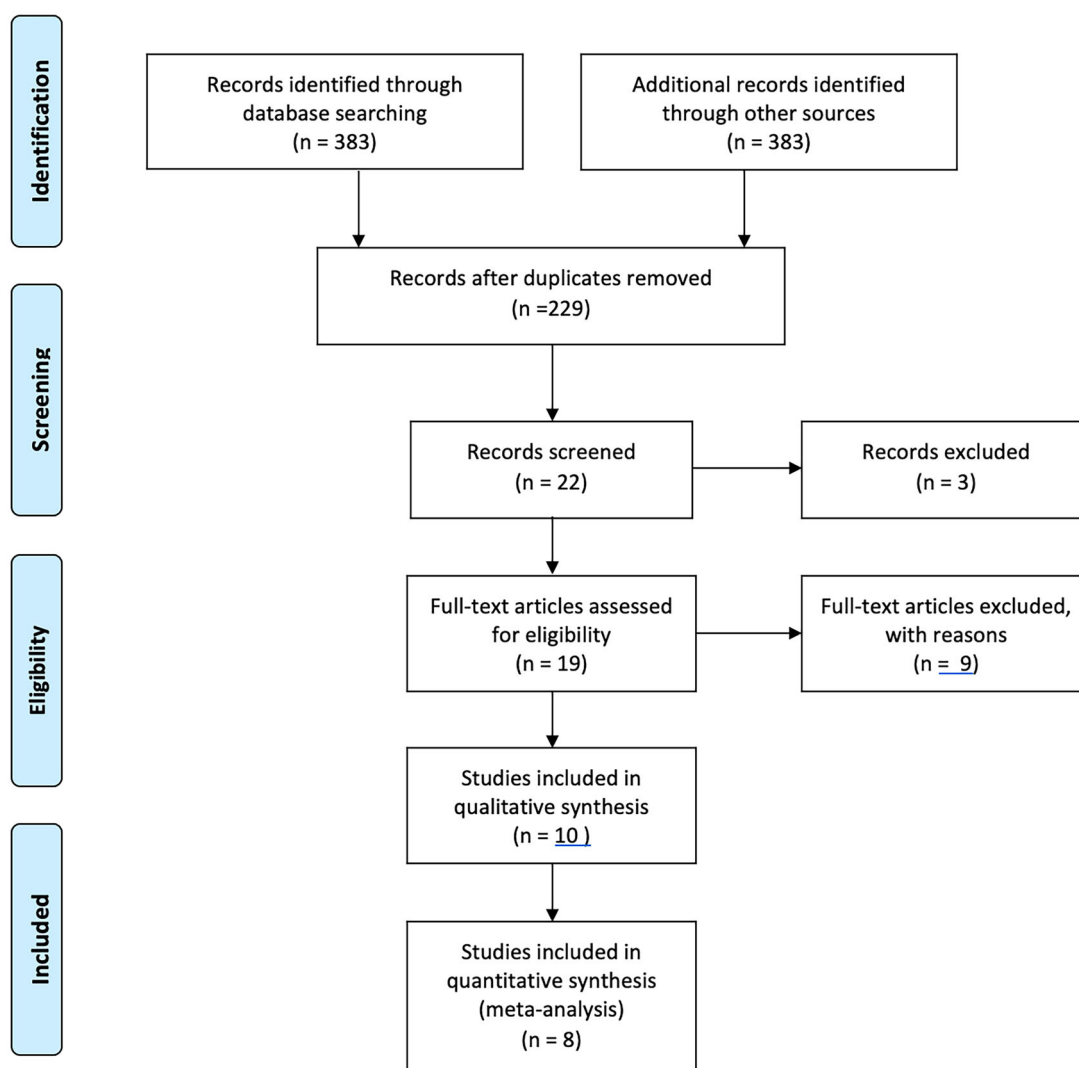 Identification
Records identified through
database searching
(n = 383)
Additional records identified
through other sources
(n = 383)
Records after duplicates removed
(n =229)
Screening
Records screened
(n = 22)
Records excluded
(n = 3)
Eligibility
Full-text articles assessed
for eligibility
(n = 19)
Full-text articles excluded,
with reasons
(n = 9)
Studies included in
qualitative synthesis
(n = 10 )
Included
Studies included in
quantitative synthesis
(meta-analysis)
(n = 8)